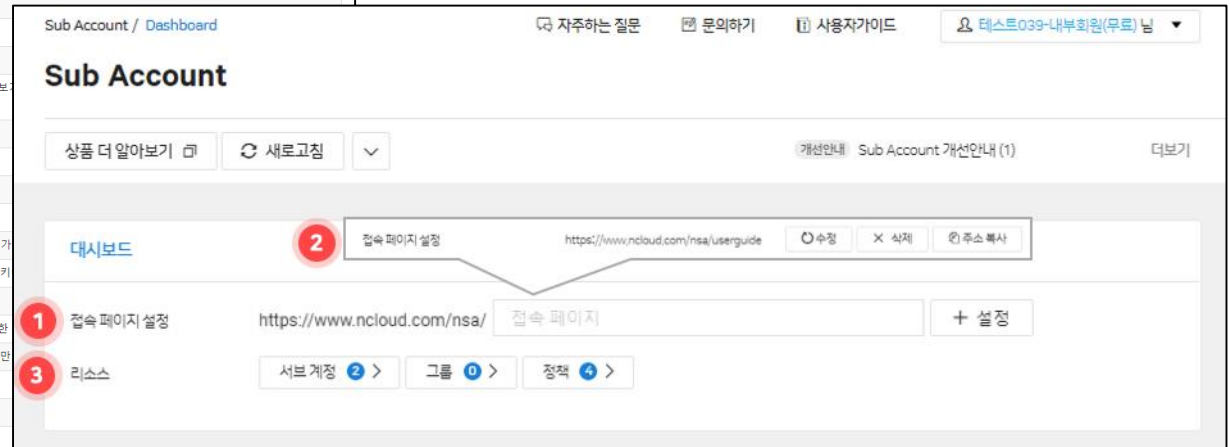 Sub Account / Dashboard
자주하는 질문 문의하기 사용자가이드 테스트039-내부회원(무료) 님
Sub Account
상품 더 알아보기 새로고침 개선안내 Sub Account 개선안내 (1) 더보기
대시보드
2 접속 페이지 설정 https://www.ncloud.com/nsa/userguide 수정 삭제 주소 복사
1 접속 페이지 설정 https://www.ncloud.com/nsa/ 접속 페이지 + 설정
3 리소스 서브 계정 2 > 그룹 0 > 정책 4 >